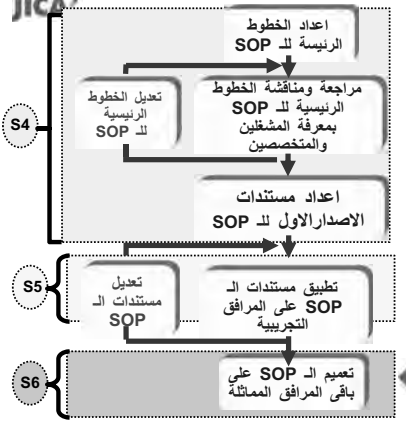 JICA
اعداد الخطوط
الرئيسة للـ SOP
مراجعة ومناقشة الخطوط
الرئيسية للـ SOP
بمعرفة المشغلين
والمتخصصين
تعديل الخطوط
الرئيسية
للـ SOP
S4
اعداد مستندات
الاصدارالاول للـ SOP
تطبيق مستندات الـ
SOP على المرافق
التجريبية
تعديل
مستندات الـ
SOP
S5
تعميم الـ SOP على
باقى المرافق المماثلة
S6